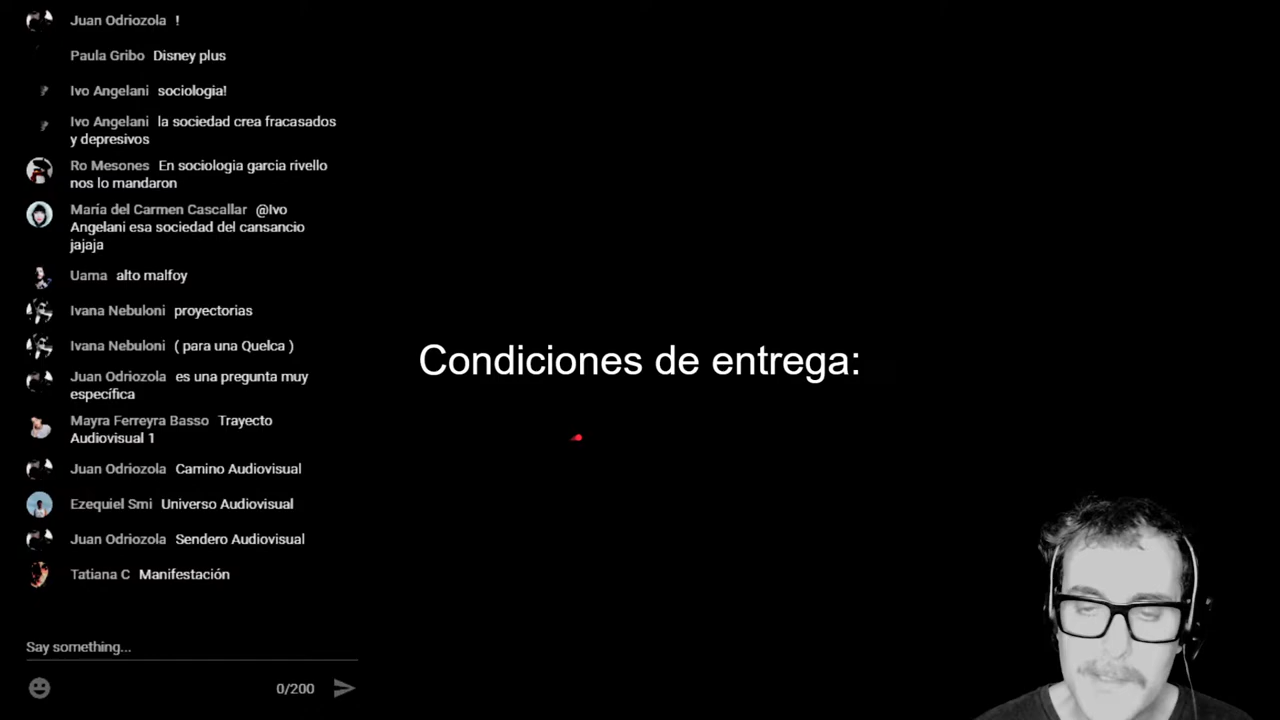 Juan Odriozola !
Paula Gribo Disney plus
Ivo Angelani sociologia!
Ivo Angelani la sociedad crea fracasados
y depresivos
Ro Mesones En sociologia garcia rivello
nos lo mandaron
María del Carmen Cascallar @Ivo
Angelani esa sociedad del cansancio
jajaja
Uama alto malfoy
Ivana Nebuloni proyectorias
Ivana Nebuloni ( para una Quelca )
Juan Odriozola es una pregunta muy
específica
Mayra Ferreyra Basso Trayecto
Audiovisual 1
Juan Odriozola Camino Audiovisual
Ezequiel Smi Universo Audiovisual
Juan Odriozola Sendero Audiovisual
Tatiana C Manifestación
Say something...
0/200
Condiciones de entrega: